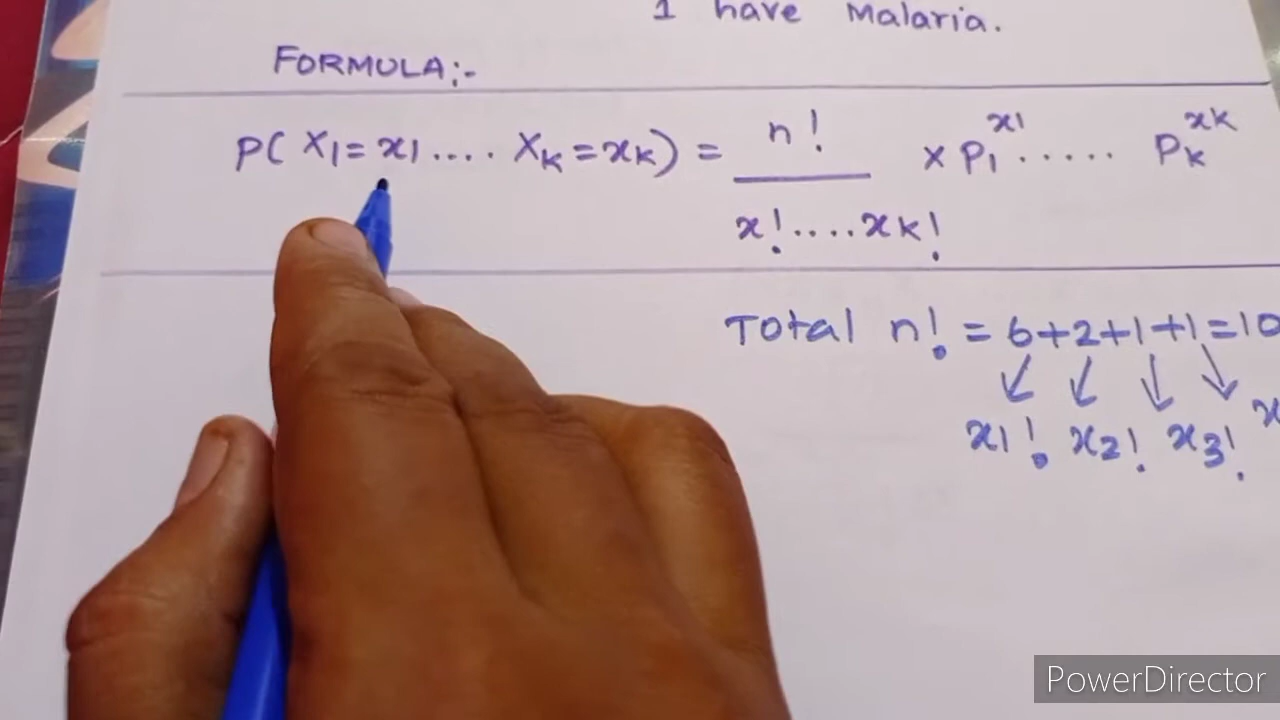 1 have Malaria.
FORMULA:-
P( X1 = x1 .... Xk = xk) = n! / x! .... xk! × P1^x1 ..... Pk^xk
Total n! = 6+2+1+1=10
x1! x2! x3! x
PowerDirector